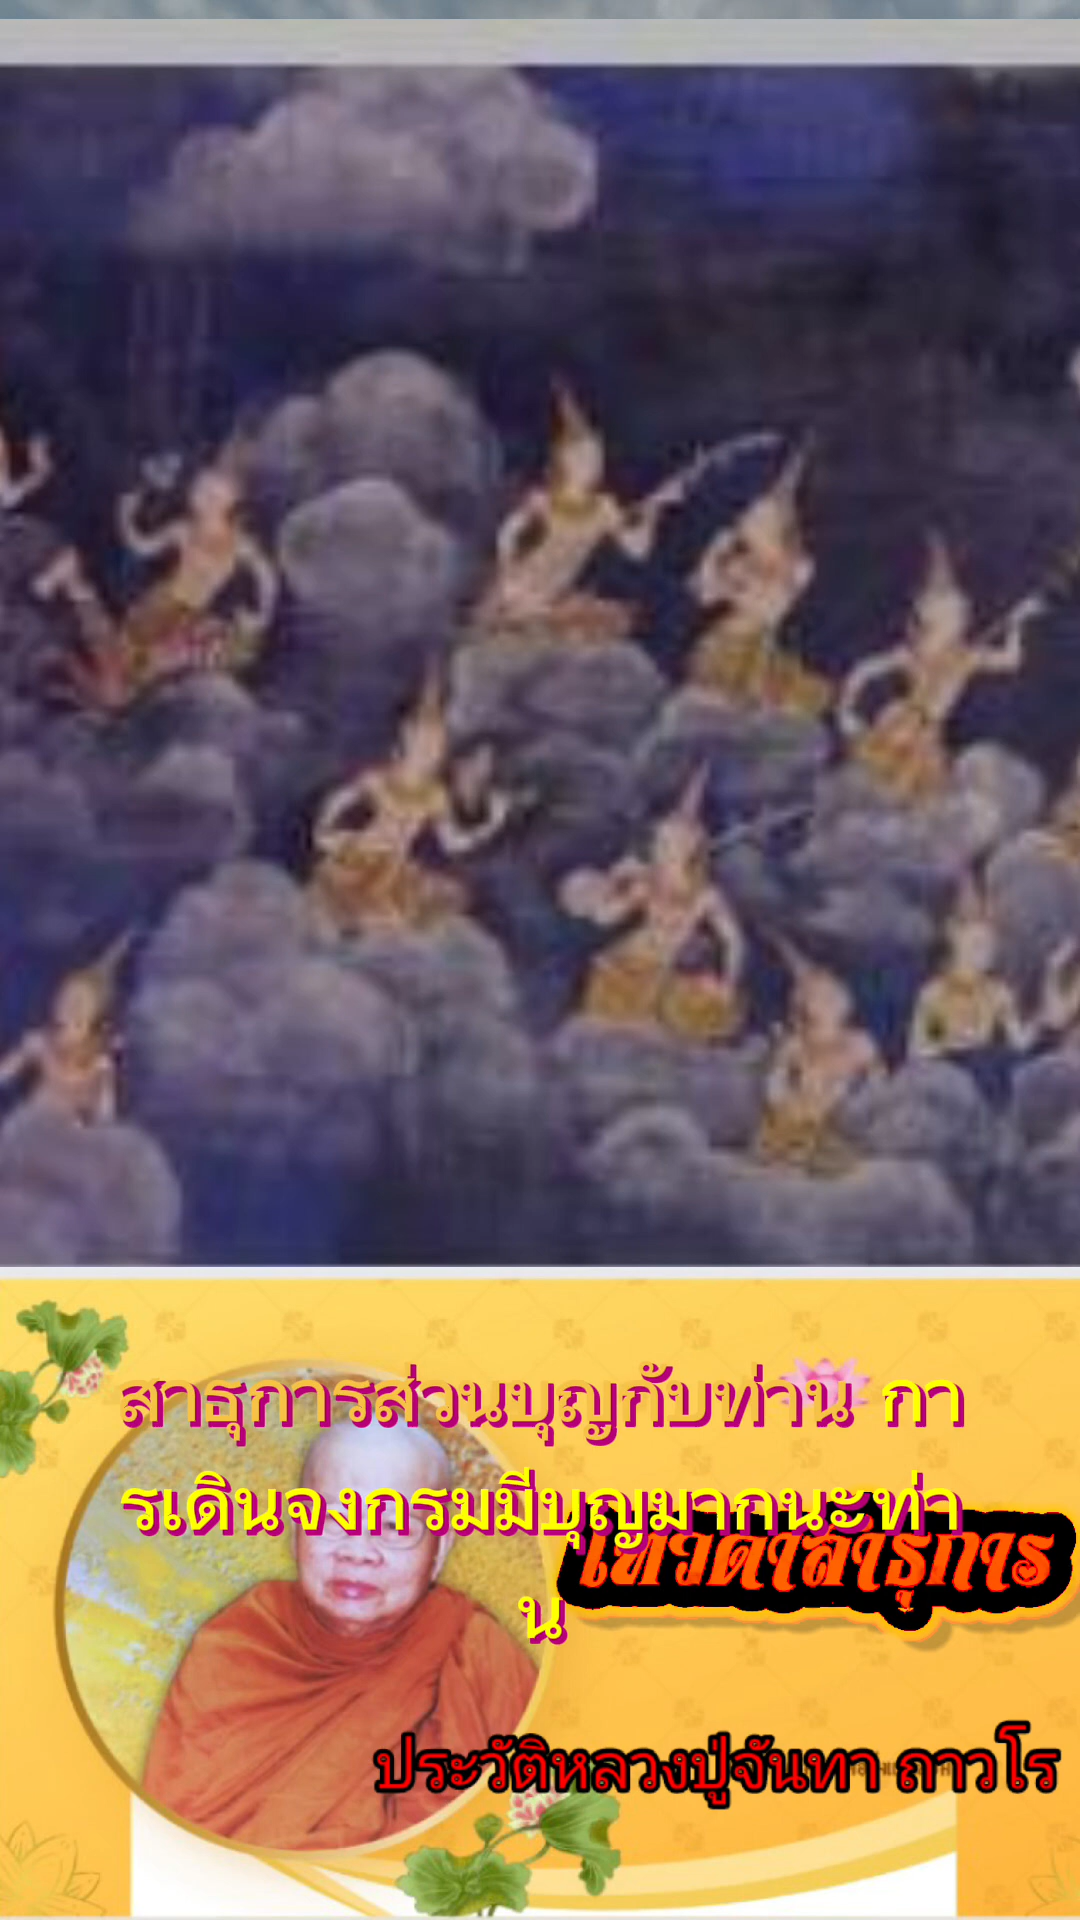 สาธุการส่วนบุญกับท่าน กา
รเดินจงกรมมีบุญมากนะท่า
น
เทวดาสาธุการ
ประวัติหลวงปู่จันทา ถาวโร